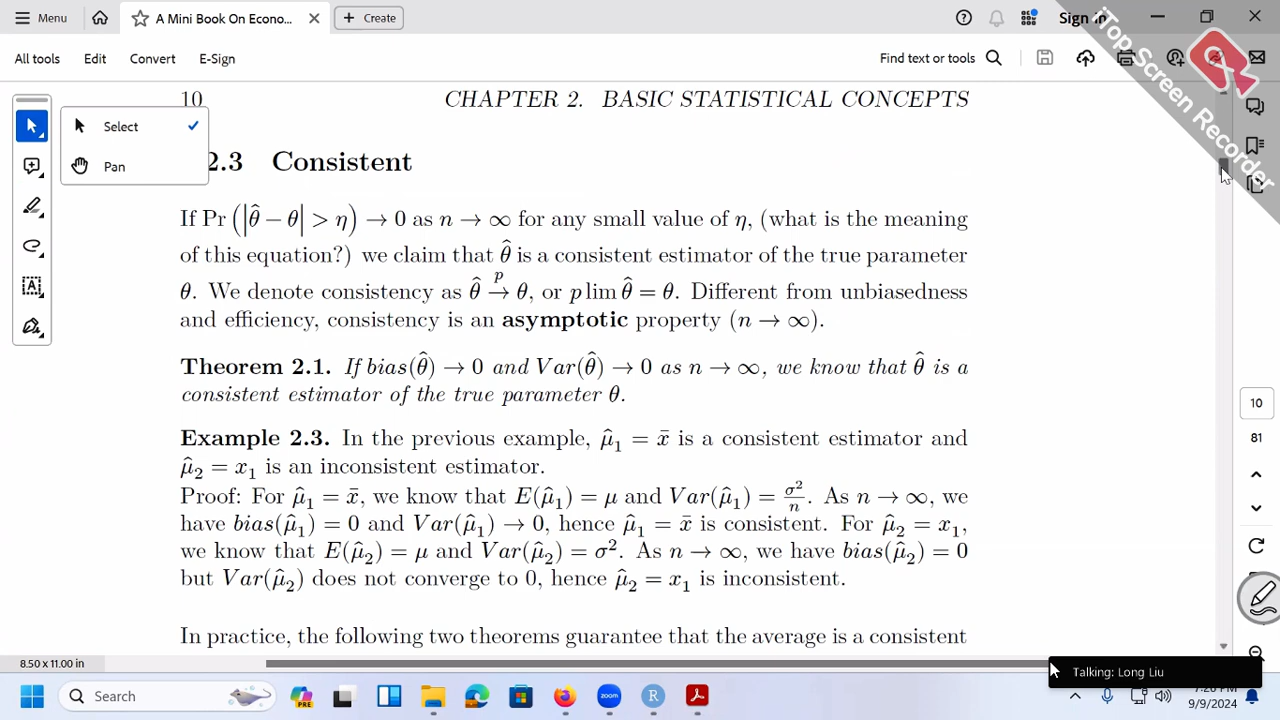 Menu
A Mini Book On Econo...
Create
Sign in
All tools
Edit
Convert
E-Sign
Find text or tools
iTop Screen Recorder
10
CHAPTER 2. BASIC STATISTICAL CONCEPTS
Select
Pan
2.3 Consistent
If Pr (|θ̂ − θ| > η) → 0 as n → ∞ for any small value of η, (what is the meaning
of this equation?) we claim that θ̂ is a consistent estimator of the true parameter
θ. We denote consistency as θ̂ →ᵖ θ, or p lim θ̂ = θ. Different from unbiasedness
and efficiency, consistency is an asymptotic property (n → ∞).
Theorem 2.1. If bias(θ̂) → 0 and Var(θ̂) → 0 as n → ∞, we know that θ̂ is a
consistent estimator of the true parameter θ.
Example 2.3. In the previous example, μ̂₁ = x̄ is a consistent estimator and
μ̂₂ = x₁ is an inconsistent estimator.
Proof: For μ̂₁ = x̄, we know that E(μ̂₁) = μ and Var(μ̂₁) = σ²/n. As n → ∞, we
have bias(μ̂₁) = 0 and Var(μ̂₁) → 0, hence μ̂₁ = x̄ is consistent. For μ̂₂ = x₁,
we know that E(μ̂₂) = μ and Var(μ̂₂) = σ². As n → ∞, we have bias(μ̂₂) = 0
but Var(μ̂₂) does not converge to 0, hence μ̂₂ = x₁ is inconsistent.
In practice, the following two theorems guarantee that the average is a consistent
10
81
8.50 x 11.00 in
Talking: Long Liu
Search
PRE
zoom
R
9/9/2024